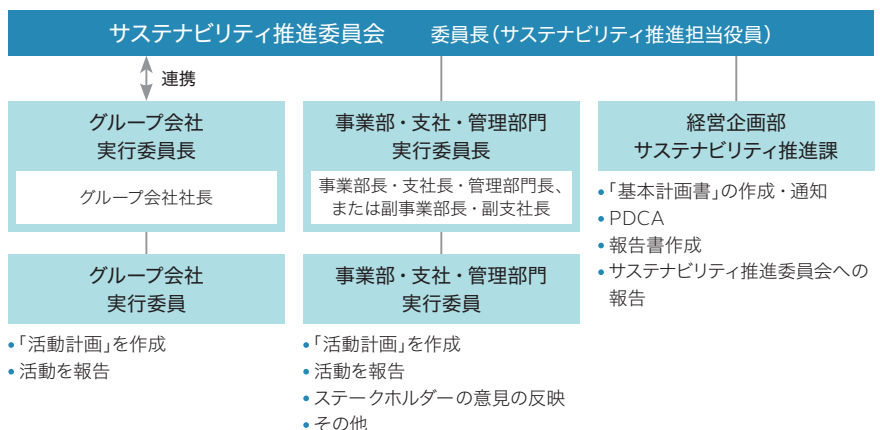 サステナビリティ推進委員会　委員長（サステナビリティ推進担当役員）
連携
グループ会社
実行委員長
グループ会社社長
グループ会社
実行委員
•「活動計画」を作成
• 活動を報告
事業部・支社・管理部門
実行委員長
事業部長・支社長・管理部門長、
または副事業部長・副支社長
事業部・支社・管理部門
実行委員
•「活動計画」を作成
• 活動を報告
• ステークホルダーの意見の反映
• その他
経営企画部
サステナビリティ推進課
•「基本計画書」の作成・通知
• PDCA
• 報告書作成
• サステナビリティ推進委員会への
報告